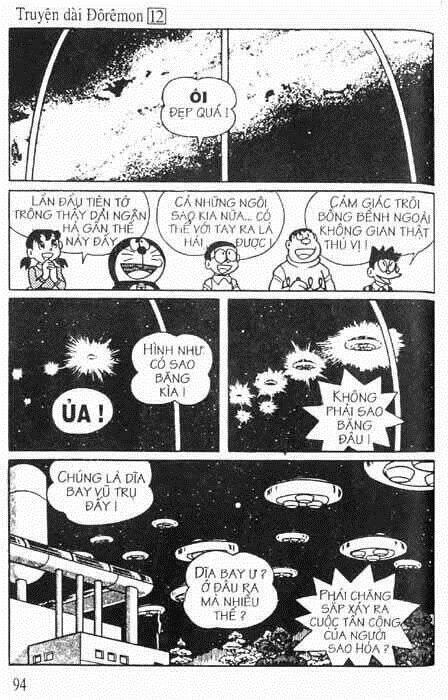 Truyện dài Đôrêmon 12
ÔI
ĐẸP QUÁ !
LẦN ĐẦU TIÊN TỚ
TRÔNG THẤY DẢI NGÂN
HÀ GẦN THẾ
NÀY ĐẤY
CẢ NHỮNG NGÔI
SAO KIA NỮA... CÓ
THỂ VỚI TAY RA LÀ
HÁI ĐƯỢC !
CẢM GIÁC TRÔI
BỒNG BỀNH NGOÀI
KHÔNG GIAN THẬT
THÚ VỊ !
ỦA !
HÌNH NHƯ
CÓ SAO
BĂNG
KÌA !
KHÔNG
PHẢI SAO
BĂNG
ĐÂU !
CHÚNG LÀ DĨA
BAY VŨ TRỤ
ĐẤY !
DĨA BAY Ư ?
Ở ĐÂU RA
MÀ NHIỀU
THẾ ?
PHẢI CHĂNG
SẮP XẢY RA
CUỘC TẤN CÔNG
CỦA NGƯỜI
SAO HỎA ?
94